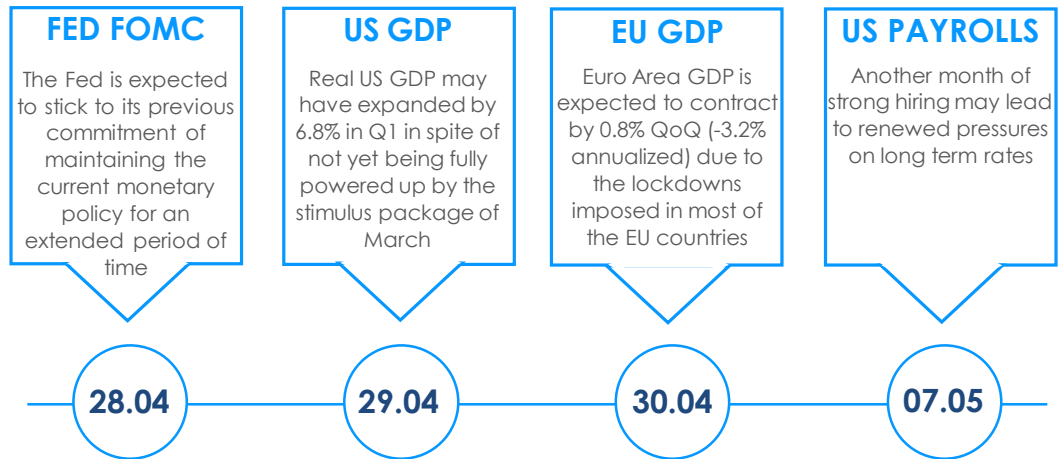 FED FOMC
The Fed is expected
to stick to its previous
commitment of
maintaining the
current monetary
policy for an
extended period of
time
US GDP
Real US GDP may
have expanded by
6.8% in Q1 in spite of
not yet being fully
powered up by the
stimulus package of
March
EU GDP
Euro Area GDP is
expected to contract
by 0.8% QoQ (-3.2%
annualized) due to
the lockdowns
imposed in most of
the EU countries
US PAYROLLS
Another month of
strong hiring may lead
to renewed pressures
on long term rates
28.04
29.04
30.04
07.05